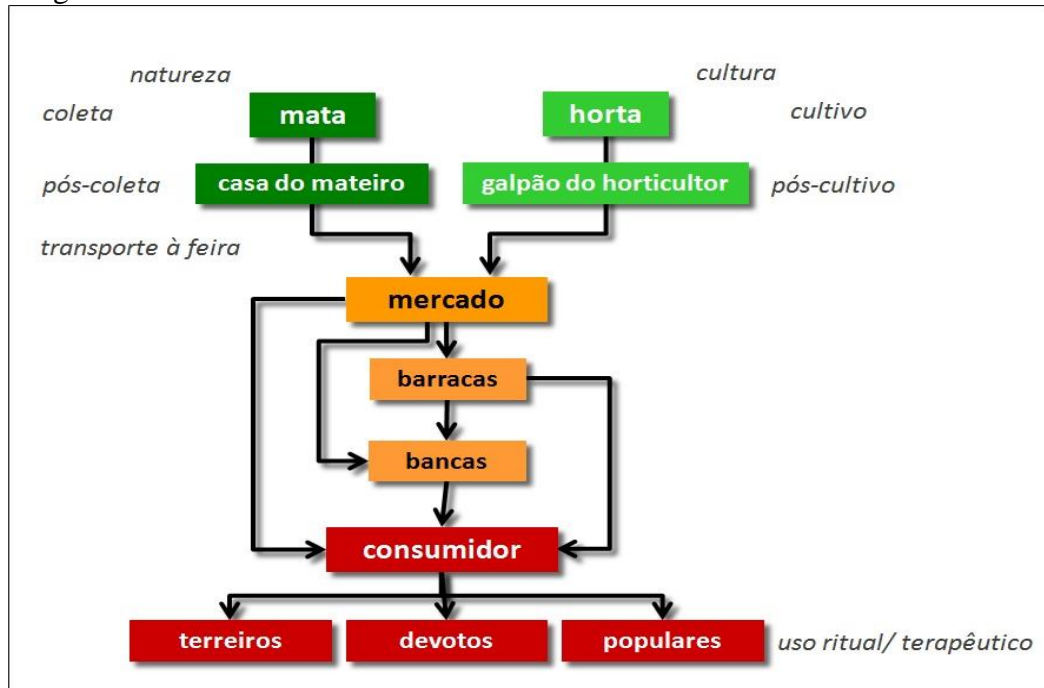 natureza
cultura
coleta
mata
horta
cultivo
pós-coleta
casa do mateiro
galpão do horticultor
pós-cultivo
transporte à feira
mercado
barracas
bancas
consumidor
terreiros
devotos
populares
uso ritual/ terapêutico